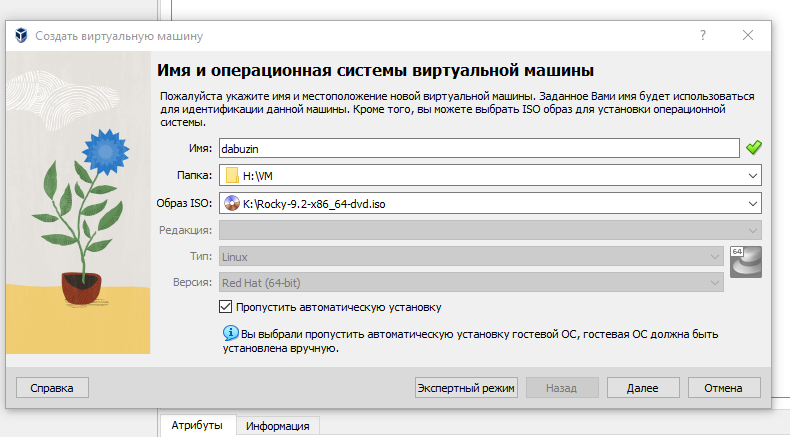 Создать виртуальную машину
Имя и операционная системы виртуальной машины
Пожалуйста укажите имя и местоположение новой виртуальной машины. Заданное Вами имя будет использоваться
для идентификации данной машины. Кроме того, вы можете выбрать ISO образ для установки операционной
системы.
Имя: dabuzin
Папка: H:\VM
Образ ISO: K:\Rocky-9.2-x86_64-dvd.iso
Редакция:
Тип: Linux
64
Версия: Red Hat (64-bit)
Пропустить автоматическую установку
Вы выбрали пропустить автоматическую установку гостевой ОС, гостевая ОС должна быть
установлена вручную.
Справка Экспертный режим Назад Далее Отмена
Атрибуты Информация